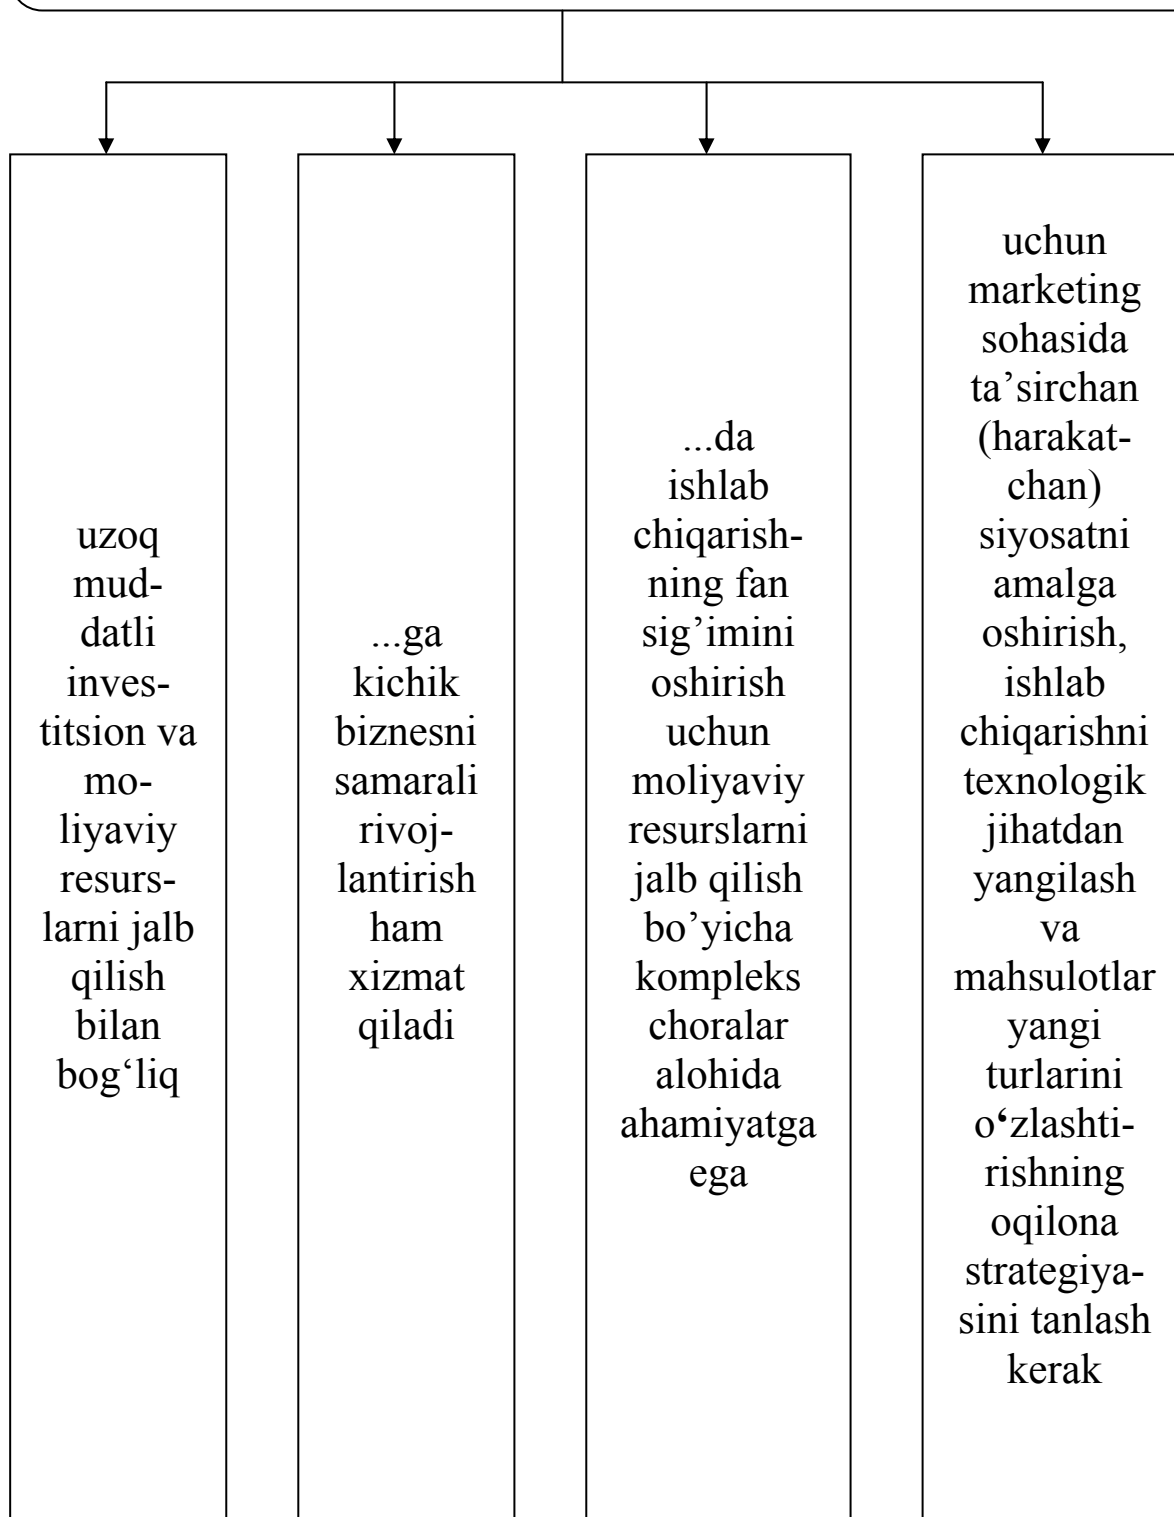 uzoq
mud-
datli
inves-
titsion va
mo-
liyaviy
resurs-
larni jalb
qilish
bilan
bog‘liq
...ga
kichik
biznesni
samarali
rivoj-
lantirish
ham
xizmat
qiladi
...da
ishlab
chiqarish-
ning fan
sig’imini
oshirish
uchun
moliyaviy
resurslarni
jalb qilish
bo’yicha
kompleks
choralar
alohida
ahamiyatga
ega
uchun
marketing
sohasida
ta’sirchan
(harakat-
chan)
siyosatni
amalga
oshirish,
ishlab
chiqarishni
texnologik
jihatdan
yangilash
va
mahsulotlar
yangi
turlarini
o‘zlashti-
rishning
oqilona
strategiya-
sini tanlash
kerak